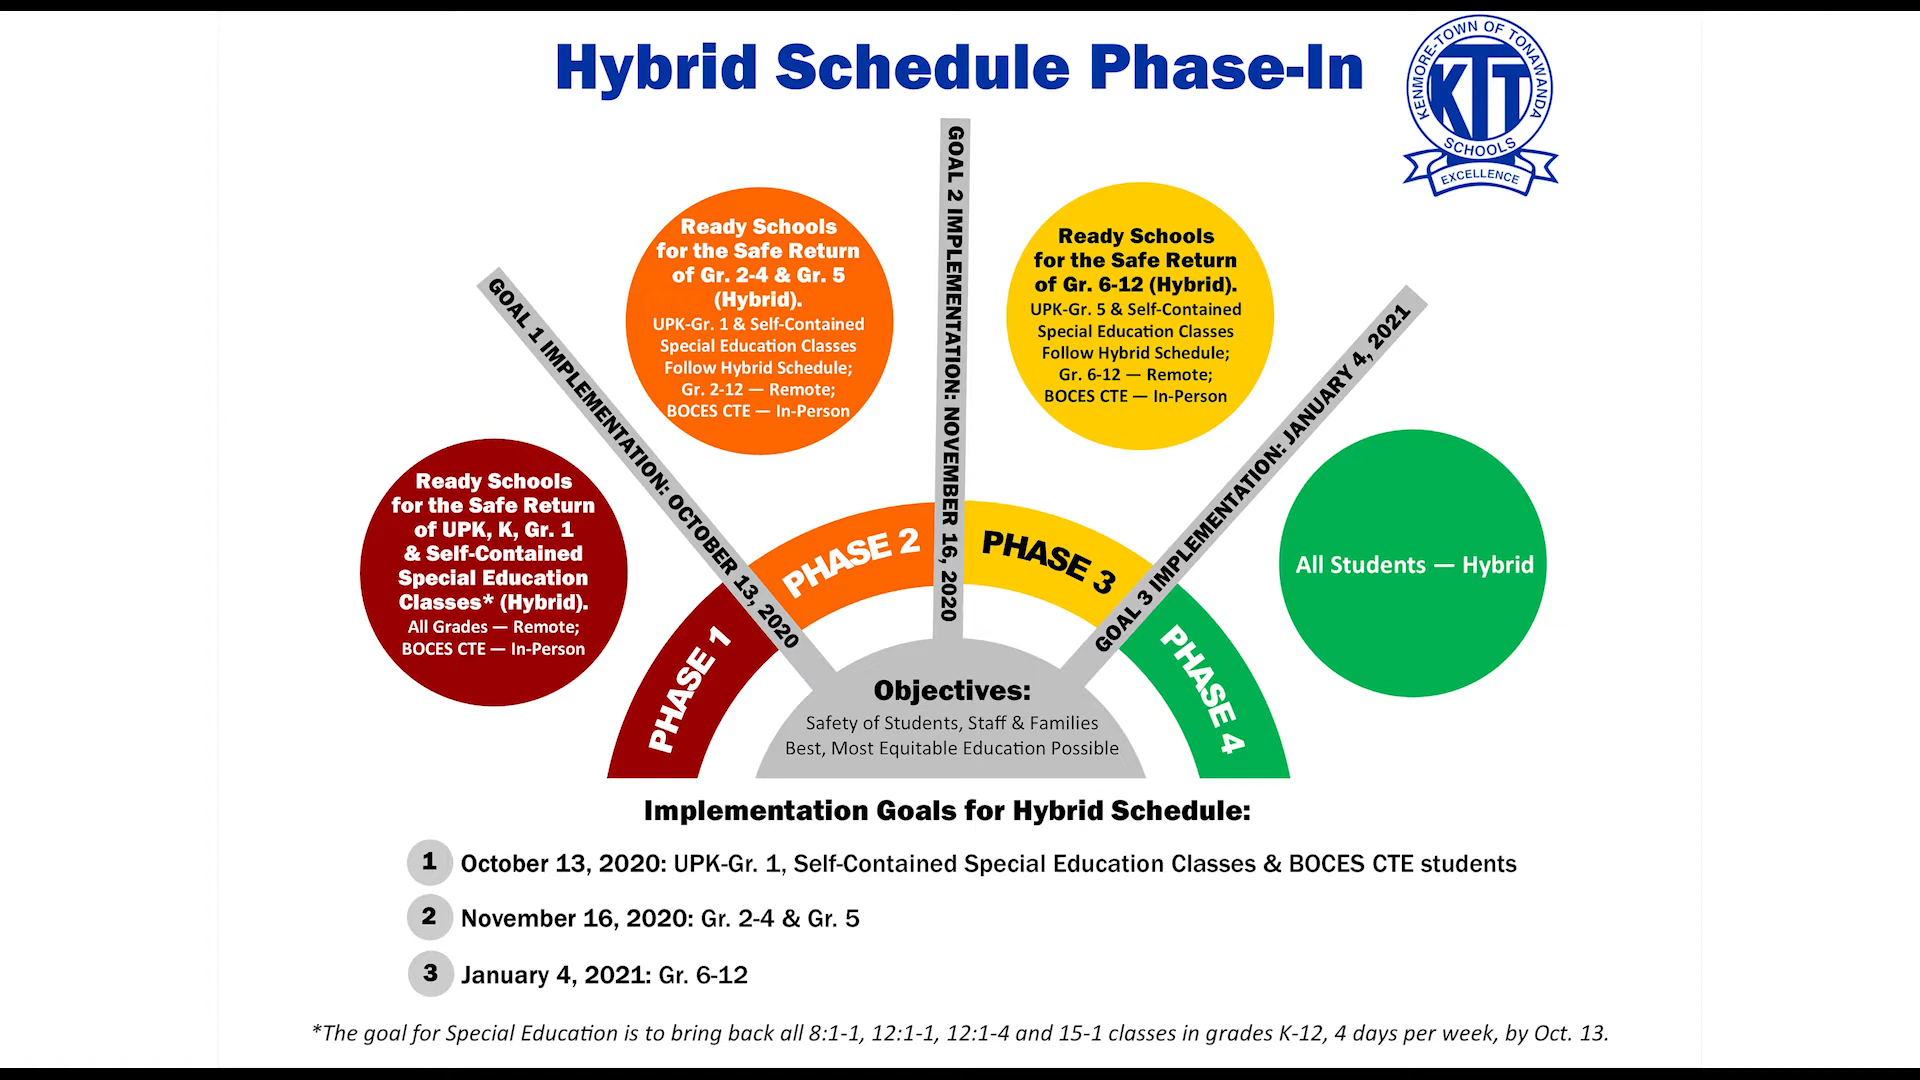 Hybrid Schedule Phase-In
KENMORE-TOWN OF TONAWANDA
KTT
SCHOOLS
EXCELLENCE
Ready Schools
for the Safe Return
of UPK, K, Gr. 1
& Self-Contained
Special Education
Classes* (Hybrid).
All Grades — Remote;
BOCES CTE — In-Person
PHASE 1
GOAL 1 IMPLEMENTATION: OCTOBER 13, 2020
Ready Schools
for the Safe Return
of Gr. 2-4 & Gr. 5
(Hybrid).
UPK-Gr. 1 & Self-Contained
Special Education Classes
Follow Hybrid Schedule;
Gr. 2-12 — Remote;
BOCES CTE — In-Person
PHASE 2
GOAL 2 IMPLEMENTATION: NOVEMBER 16, 2020
Ready Schools
for the Safe Return
of Gr. 6-12 (Hybrid).
UPK-Gr. 5 & Self-Contained
Special Education Classes
Follow Hybrid Schedule;
Gr. 6-12 — Remote;
BOCES CTE — In-Person
PHASE 3
GOAL 3 IMPLEMENTATION: JANUARY 4, 2021
All Students — Hybrid
PHASE 4
Objectives:
Safety of Students, Staff & Families
Best, Most Equitable Education Possible
Implementation Goals for Hybrid Schedule:
1 October 13, 2020: UPK-Gr. 1, Self-Contained Special Education Classes & BOCES CTE students
2 November 16, 2020: Gr. 2-4 & Gr. 5
3 January 4, 2021: Gr. 6-12
*The goal for Special Education is to bring back all 8:1-1, 12:1-1, 12:1-4 and 15-1 classes in grades K-12, 4 days per week, by Oct. 13.